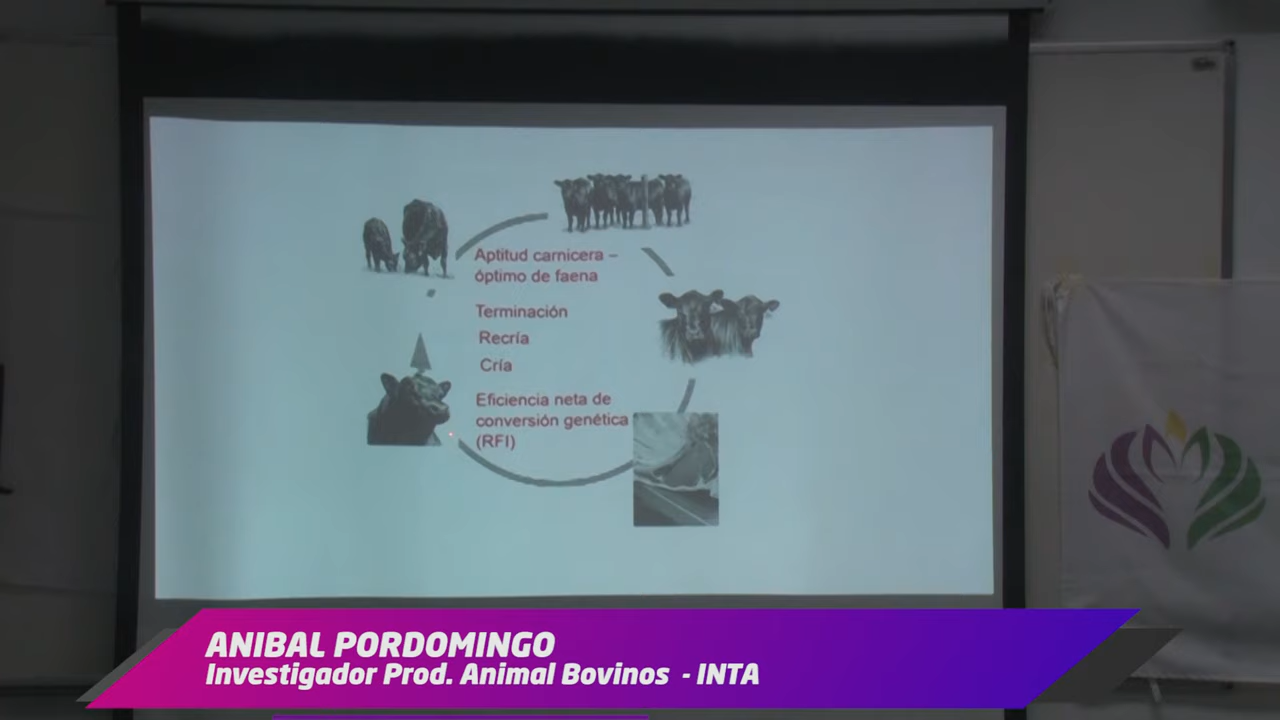 Aptitud carnicera –
óptimo de faena
Terminación
Recría
Cría
Eficiencia neta de
conversión genética
(RFI)
ANIBAL PORDOMINGO
Investigador Prod. Animal Bovinos - INTA